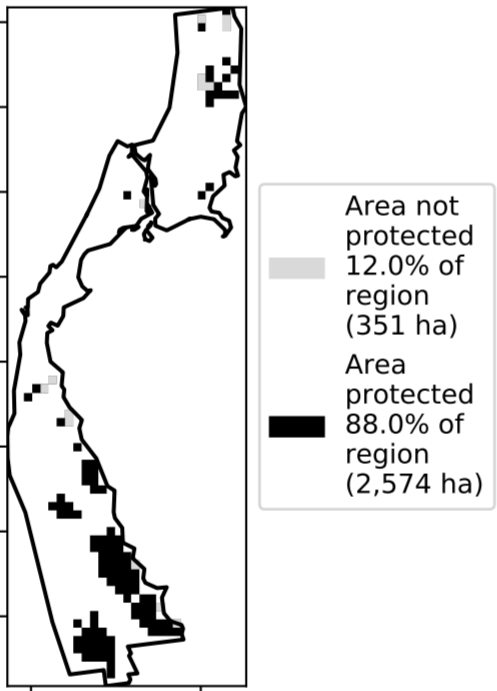 Area not
protected
12.0% of
region
(351 ha)
Area
protected
88.0% of
region
(2,574 ha)